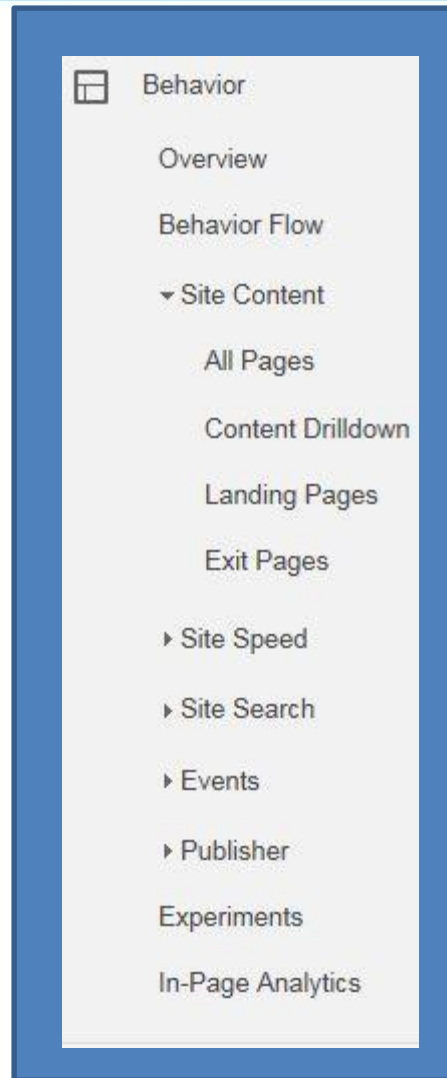 Behavior
Overview
Behavior Flow
Site Content
All Pages
Content Drilldown
Landing Pages
Exit Pages
Site Speed
Site Search
Events
Publisher
Experiments
In-Page Analytics